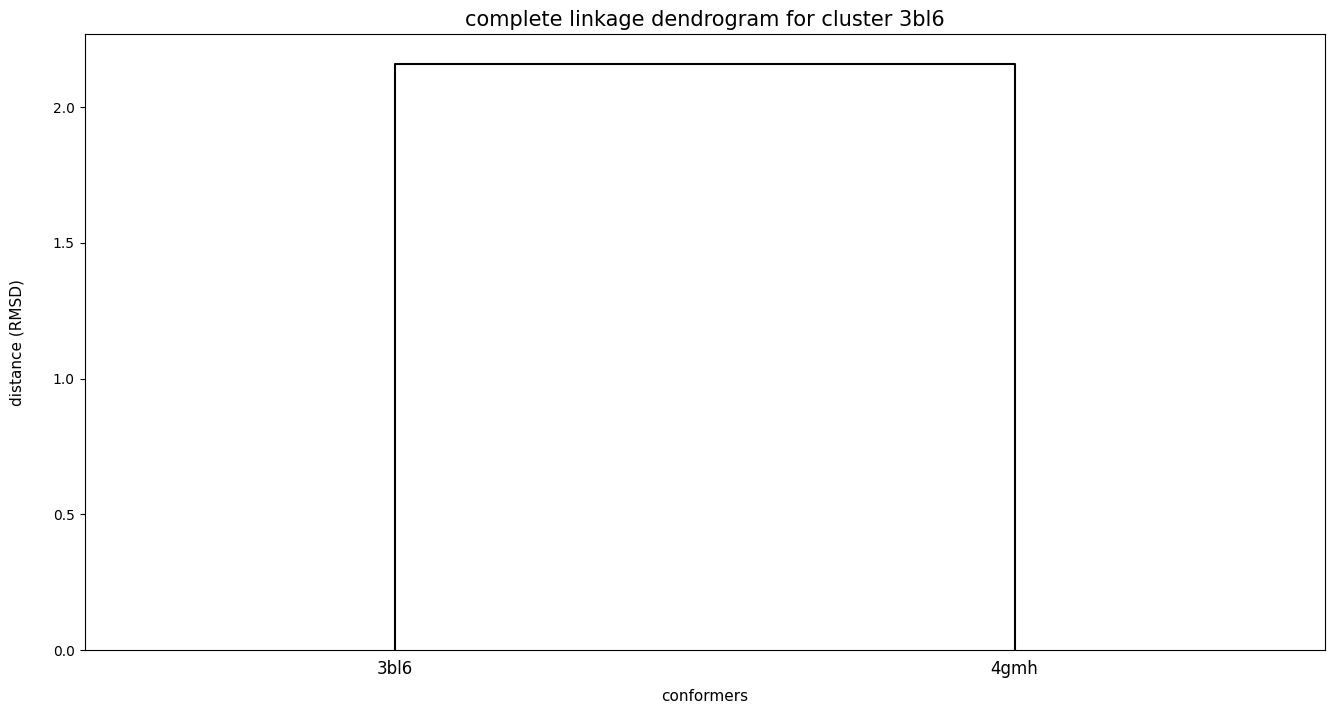 complete linkage dendrogram for cluster 3bl6
2.0
1.5
1.0
0.5
0.0
distance (RMSD)
3bl6
4gmh
conformers